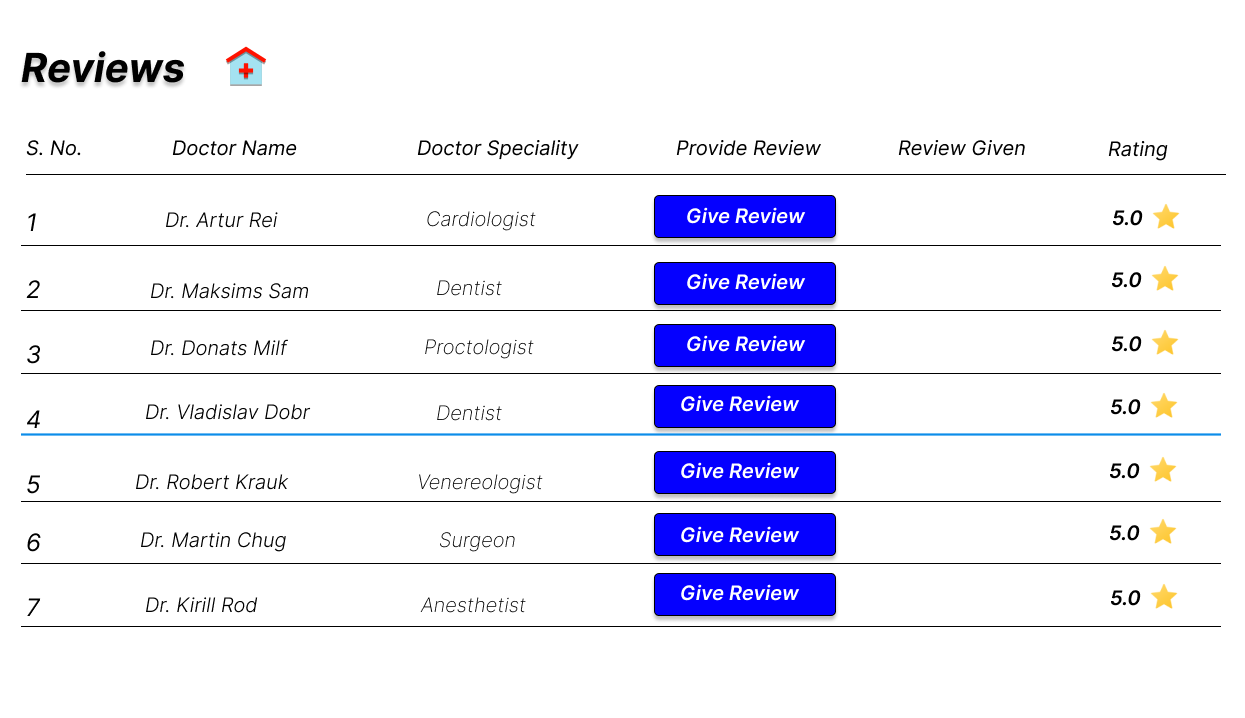 Reviews
S. No. Doctor Name Doctor Speciality Provide Review Review Given Rating
1 Dr. Artur Rei Cardiologist Give Review 5.0
2 Dr. Maksims Sam Dentist Give Review 5.0
3 Dr. Donats Milf Proctologist Give Review 5.0
4 Dr. Vladislav Dobr Dentist Give Review 5.0
5 Dr. Robert Krauk Venereologist Give Review 5.0
6 Dr. Martin Chug Surgeon Give Review 5.0
7 Dr. Kirill Rod Anesthetist Give Review 5.0